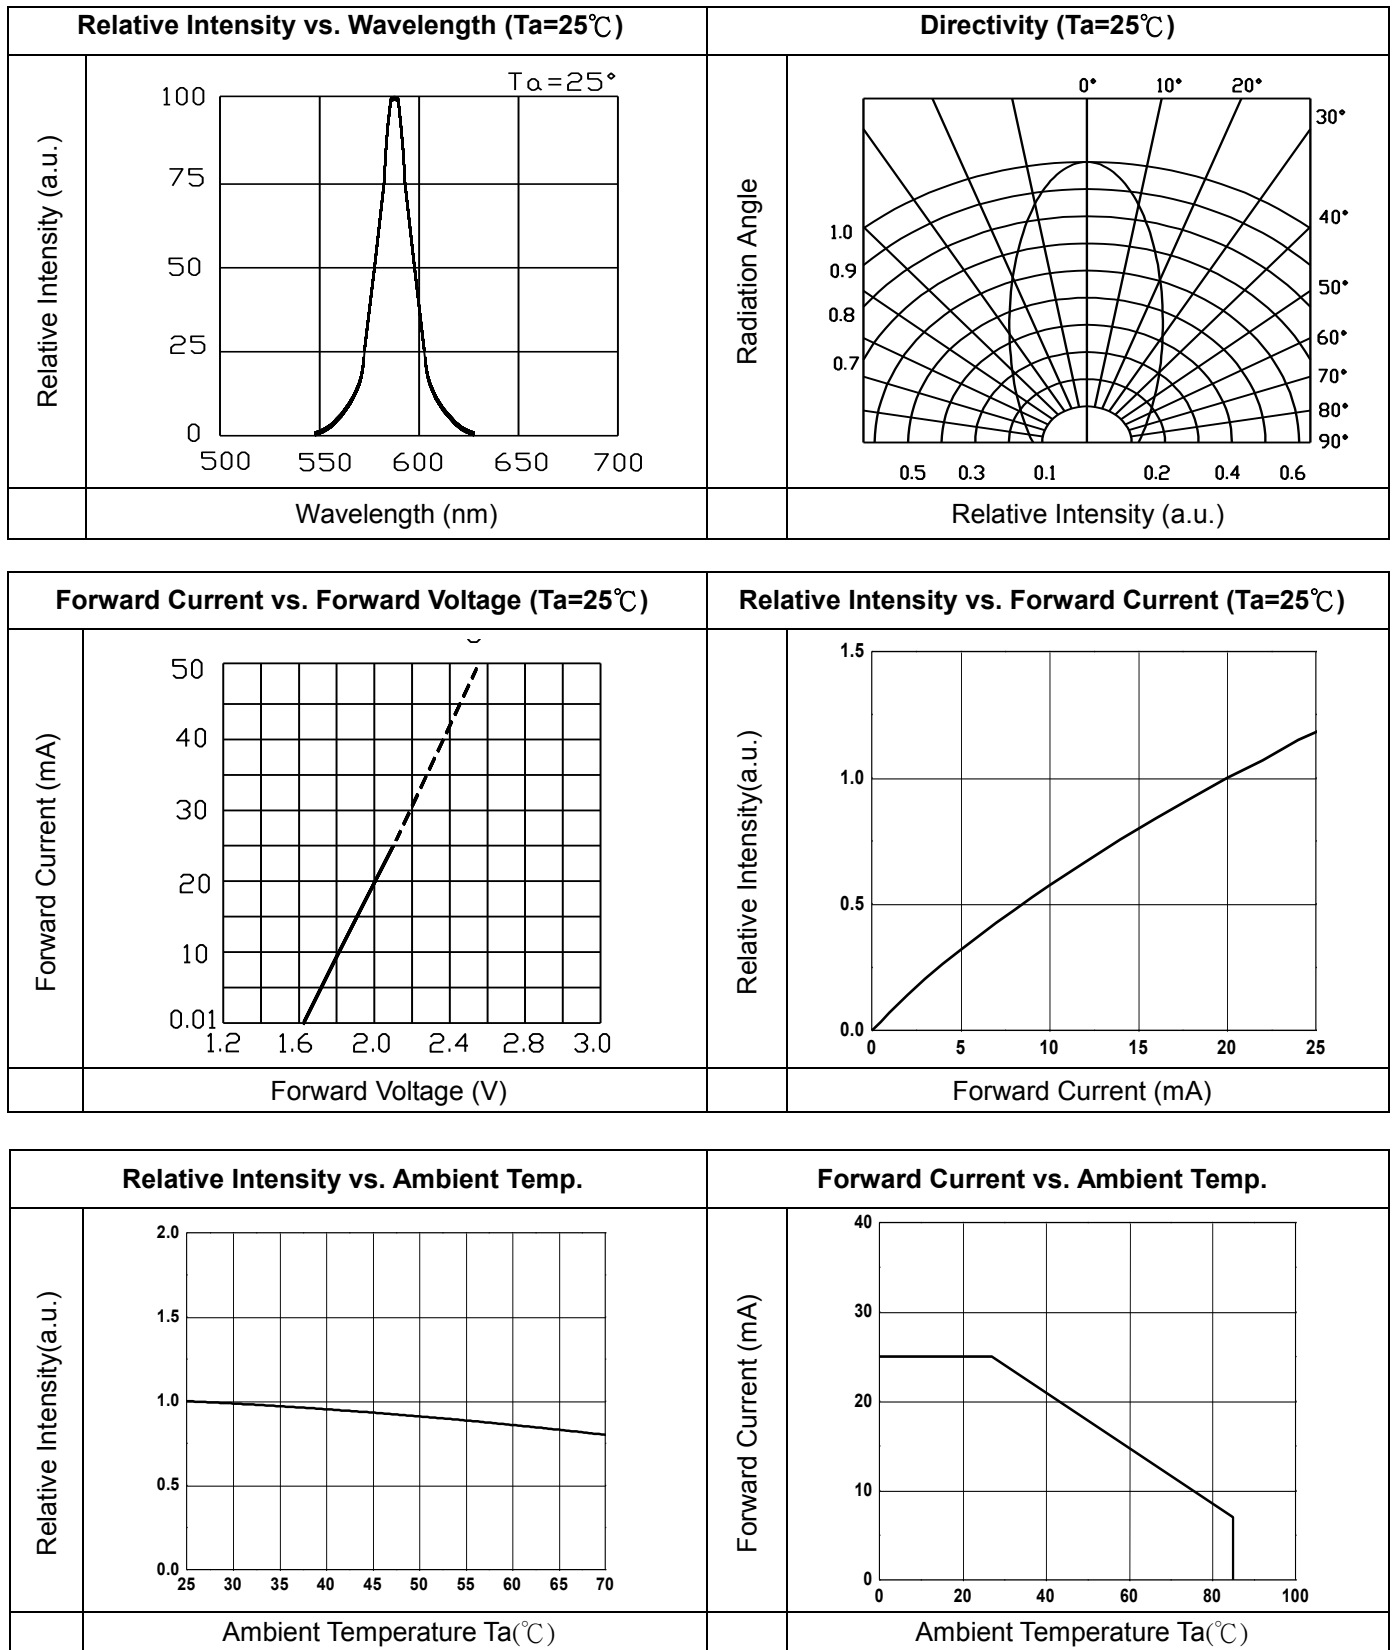 Relative Intensity vs. Wavelength (Ta=25℃)
Directivity (Ta=25℃)
Relative Intensity (a.u.)
Ta=25°
100
75
50
25
0
500 550 600 650 700
Wavelength (nm)
Radiation Angle
0° 10° 20°
30°
40°
50°
60°
70°
80°
90°
1.0
0.9
0.8
0.7
0.5 0.3 0.1 0.2 0.4 0.6
Relative Intensity (a.u.)
Forward Current vs. Forward Voltage (Ta=25℃)
Relative Intensity vs. Forward Current (Ta=25℃)
Forward Current (mA)
50
40
30
20
10
0.01
1.2 1.6 2.0 2.4 2.8 3.0
Forward Voltage (V)
Relative Intensity(a.u.)
1.5
1.0
0.5
0.0
0 5 10 15 20 25
Forward Current (mA)
Relative Intensity vs. Ambient Temp.
Forward Current vs. Ambient Temp.
Relative Intensity(a.u.)
2.0
1.5
1.0
0.5
0.0
25 30 35 40 45 50 55 60 65 70
Ambient Temperature Ta(℃)
Forward Current (mA)
40
30
20
10
0
0 20 40 60 80 100
Ambient Temperature Ta(℃)